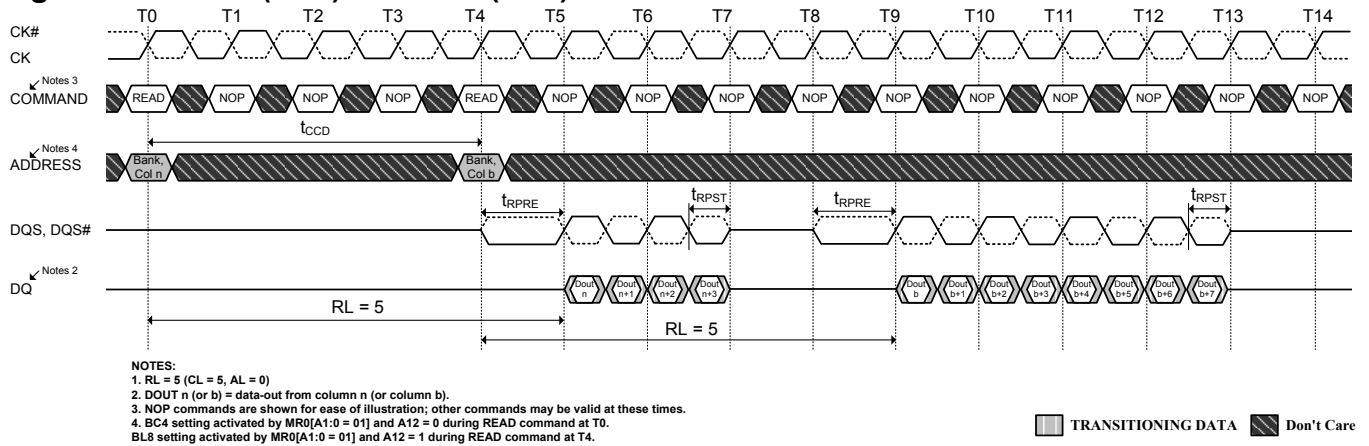 T0 T1 T2 T3 T4 T5 T6 T7 T8 T9 T10 T11 T12 T13 T14
CK#
CK
Notes 3
COMMAND
READ NOP NOP NOP READ NOP NOP NOP NOP NOP NOP NOP NOP NOP NOP
tCCD
Notes 4
ADDRESS
Bank, Col n
Bank, Col b
tRPRE tRPST tRPRE tRPST
DQS, DQS#
Notes 2
DQ
Dout n Dout n+1 Dout n+2 Dout n+3 Dout b Dout b+1 Dout b+2 Dout b+3 Dout b+4 Dout b+5 Dout b+6 Dout b+7
RL = 5
RL = 5
NOTES:
1. RL = 5 (CL = 5, AL = 0)
2. DOUT n (or b) = data-out from column n (or column b).
3. NOP commands are shown for ease of illustration; other commands may be valid at these times.
4. BC4 setting activated by MR0[A1:0 = 01] and A12 = 0 during READ command at T0.
BL8 setting activated by MR0[A1:0 = 01] and A12 = 1 during READ command at T4.
TRANSITIONING DATA Don't Care